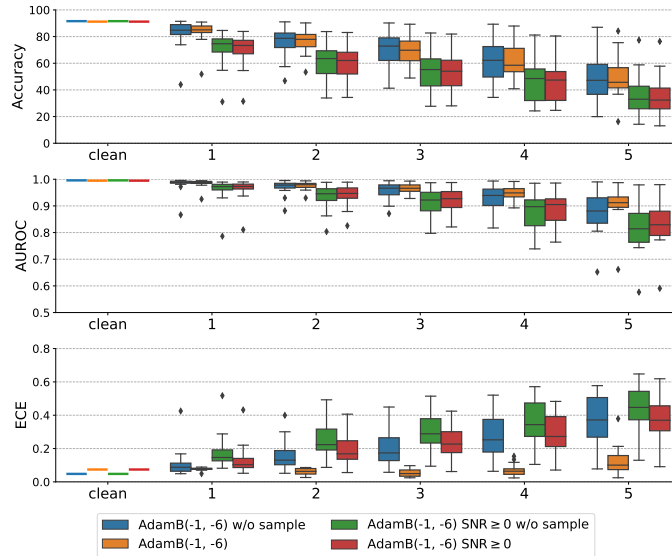 100
80
60
40
20
0
Accuracy
clean 1 2 3 4 5
1.0
0.9
0.8
0.7
0.6
0.5
AUROC
clean 1 2 3 4 5
0.8
0.6
0.4
0.2
0.0
ECE
clean 1 2 3 4 5
AdamB(-1, -6) w/o sample
AdamB(-1, -6)
AdamB(-1, -6) SNR ≥ 0 w/o sample
AdamB(-1, -6) SNR ≥ 0